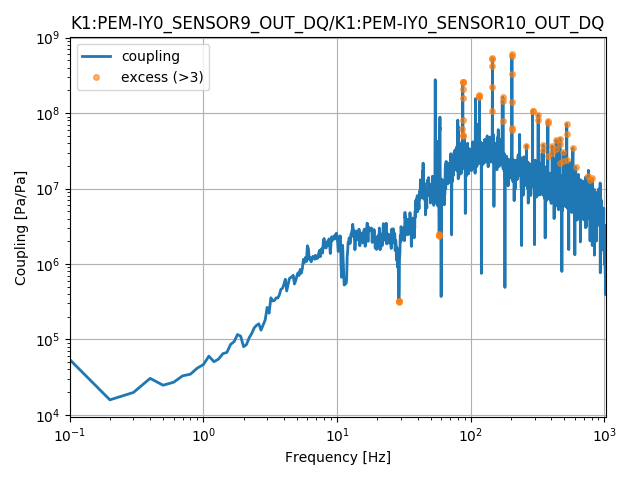 K1:PEM-IY0_SENSOR9_OUT_DQ/K1:PEM-IY0_SENSOR10_OUT_DQ
coupling
excess (>3)
Coupling [Pa/Pa]
10^9
10^8
10^7
10^6
10^5
10^4
10^-1 10^0 10^1 10^2 10^3
Frequency [Hz]